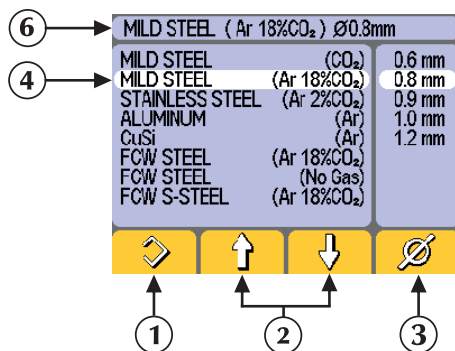 6 MILD STEEL ( Ar 18%CO₂ ) Ø0.8mm
MILD STEEL (CO₂) 0.6 mm
4 MILD STEEL (Ar 18%CO₂) 0.8 mm
STAINLESS STEEL (Ar 2%CO₂) 0.9 mm
ALUMINUM (Ar) 1.0 mm
CuSi (Ar) 1.2 mm
FCW STEEL (Ar 18%CO₂)
FCW STEEL (No Gas)
FCW S-STEEL (Ar 18%CO₂)
1 2 3